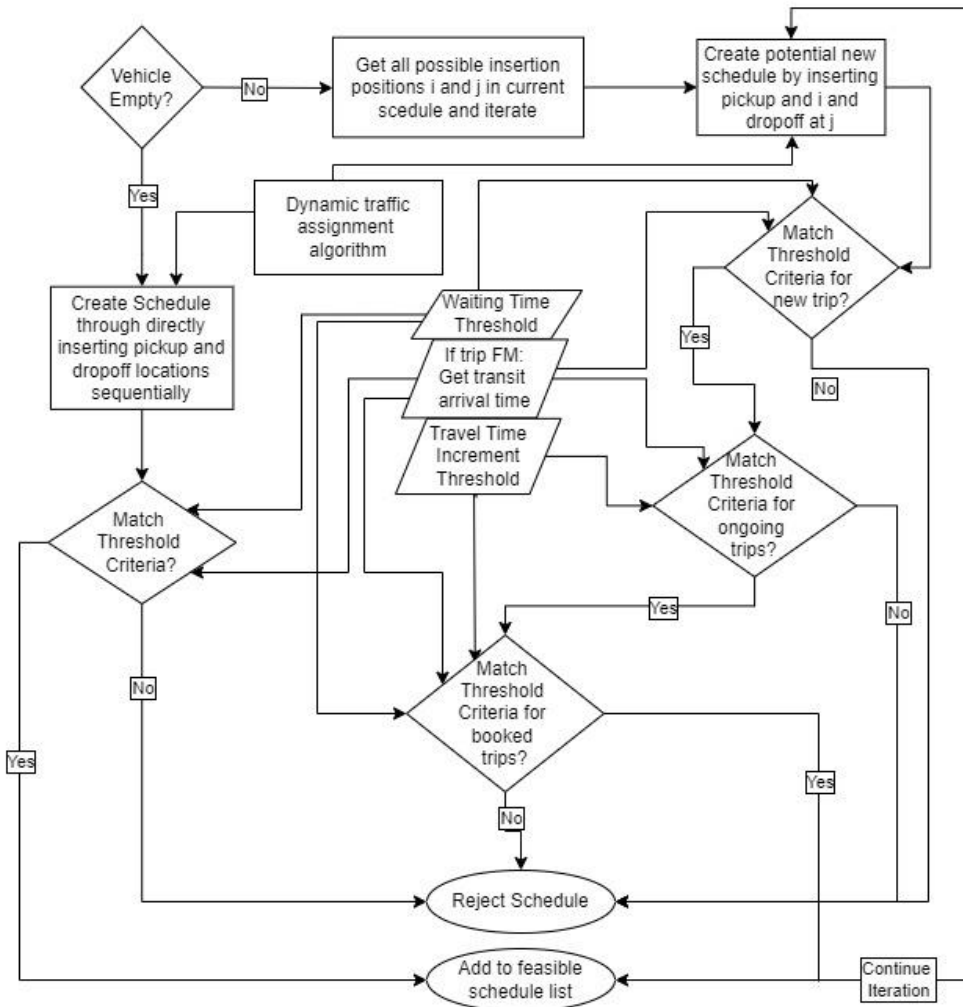 Vehicle
Empty?
No
Get all possible insertion
positions i and j in current
scedule and iterate
Create potential new
schedule by inserting
pickup and i and
dropoff at j
Yes
Dynamic traffic
assignment
algorithm
Match
Threshold
Criteria for
new trip?
Create Schedule
through directly
inserting pickup and
dropoff locations
sequentially
Waiting Time
Threshold
If trip FM:
Get transit
arrival time
Travel Time
Increment
Threshold
Yes
No
Match
Threshold
Criteria for
ongoing
trips?
Match
Threshold
Criteria?
Yes
No
Match
Threshold
Criteria for
booked
trips?
No
Yes
Yes
No
Reject Schedule
Add to feasible
schedule list
Continue
Iteration